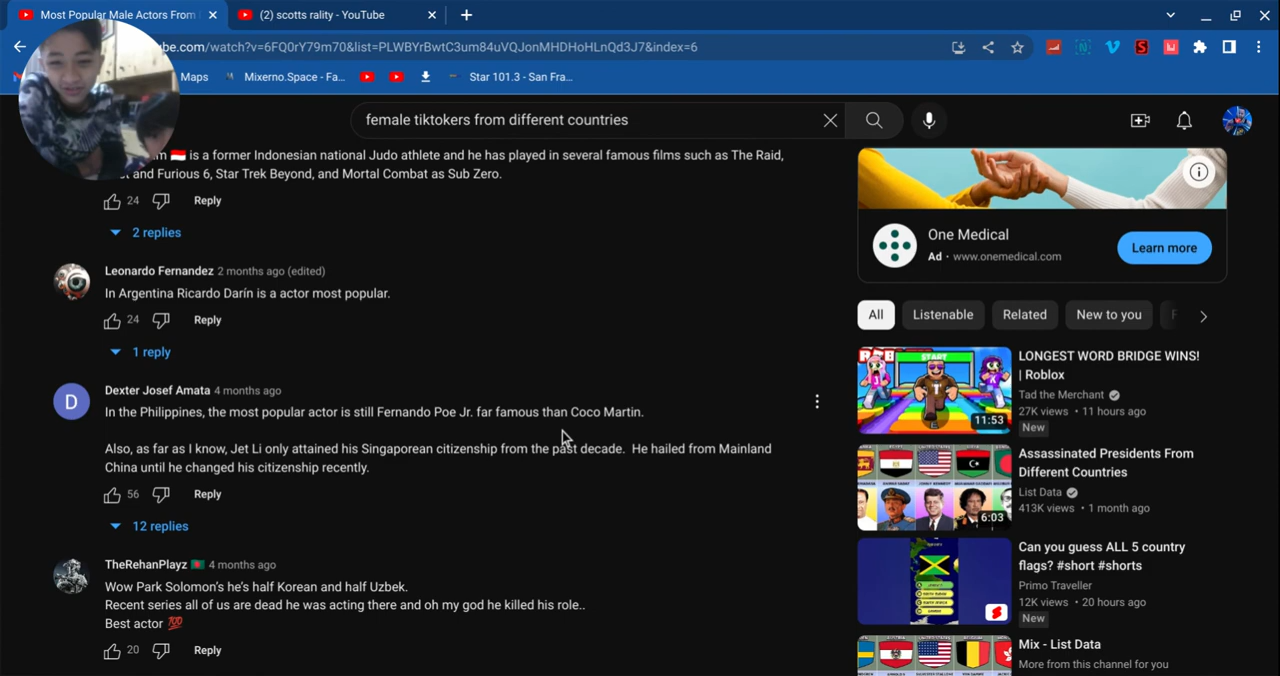 Most Popular Male Actors From
(2) scotts rality - YouTube
be.com/watch?v=6FQ0rY79m70&list=PLWBYrBwtC3um84uVQJonMHDHoHLnQd3J7&index=6
Maps
Mixerno.Space - Fa...
Star 101.3 - San Fra...
female tiktokers from different countries
is a former Indonesian national Judo athlete and he has played in several famous films such as The Raid,
and Furious 6, Star Trek Beyond, and Mortal Combat as Sub Zero.
24
Reply
2 replies
Leonardo Fernandez 2 months ago (edited)
In Argentina Ricardo Darín is a actor most popular.
24
Reply
1 reply
D
Dexter Josef Amata 4 months ago
In the Philippines, the most popular actor is still Fernando Poe Jr. far famous than Coco Martin.
Also, as far as I know, Jet Li only attained his Singaporean citizenship from the past decade. He hailed from Mainland
China until he changed his citizenship recently.
56
Reply
12 replies
TheRehanPlayz 🇧🇩 4 months ago
Wow Park Solomon's he's half Korean and half Uzbek.
Recent series all of us are dead he was acting there and oh my god he killed his role..
Best actor 💯
20
Reply
One Medical
Ad • www.onemedical.com
Learn more
All
Listenable
Related
New to you
START
11:53
LONGEST WORD BRIDGE WINS!
| Roblox
Tad the Merchant
27K views • 11 hours ago
New
6:03
Assassinated Presidents From
Different Countries
List Data
413K views • 1 month ago
Can you guess ALL 5 country
flags? #short #shorts
Primo Traveller
12K views • 20 hours ago
New
Mix - List Data
More from this channel for you